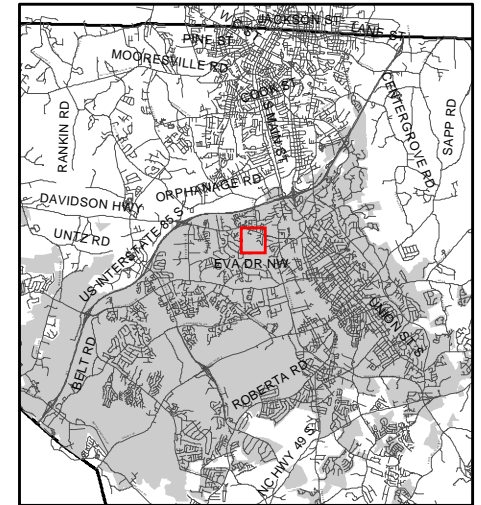 JACKSON ST
W
ST
PINE ST
LANE ST
MOORESVILLE RD
COOK ST
S MAIN ST
RANKIN RD
CENTERGROVE RD
SAPP RD
ORPHANAGE RD
DAVIDSON HWY
UNTZ RD
US INTERSTATE 85 S
EVA DR NW
UNION ST S
BELT RD
ROBERTA RD
NC HWY 49 S